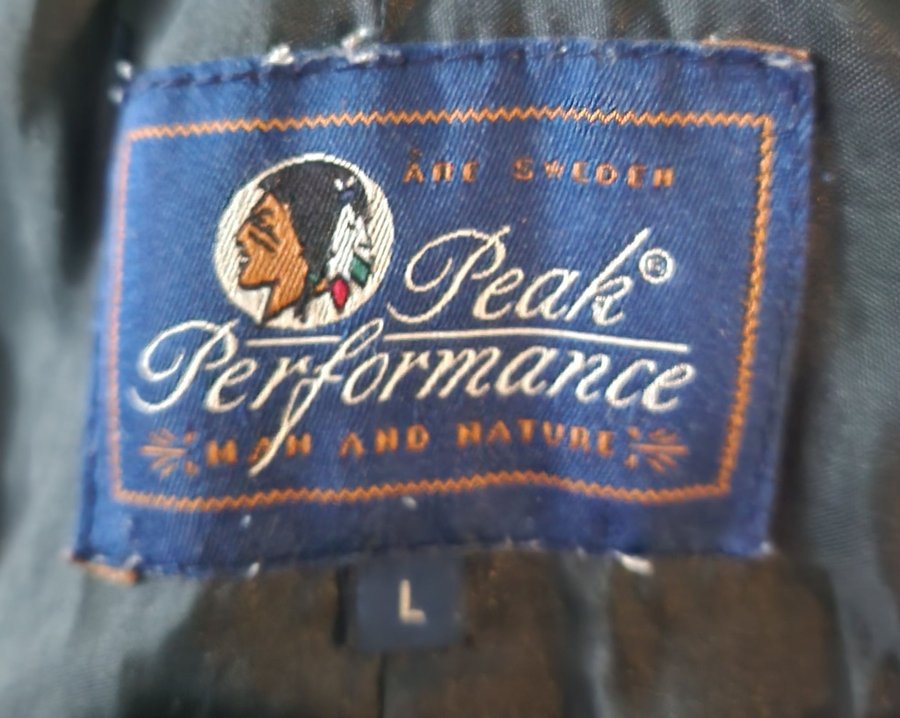 ÅRE SWEDEN
Peak®
Performance
MAN AND NATURE
L